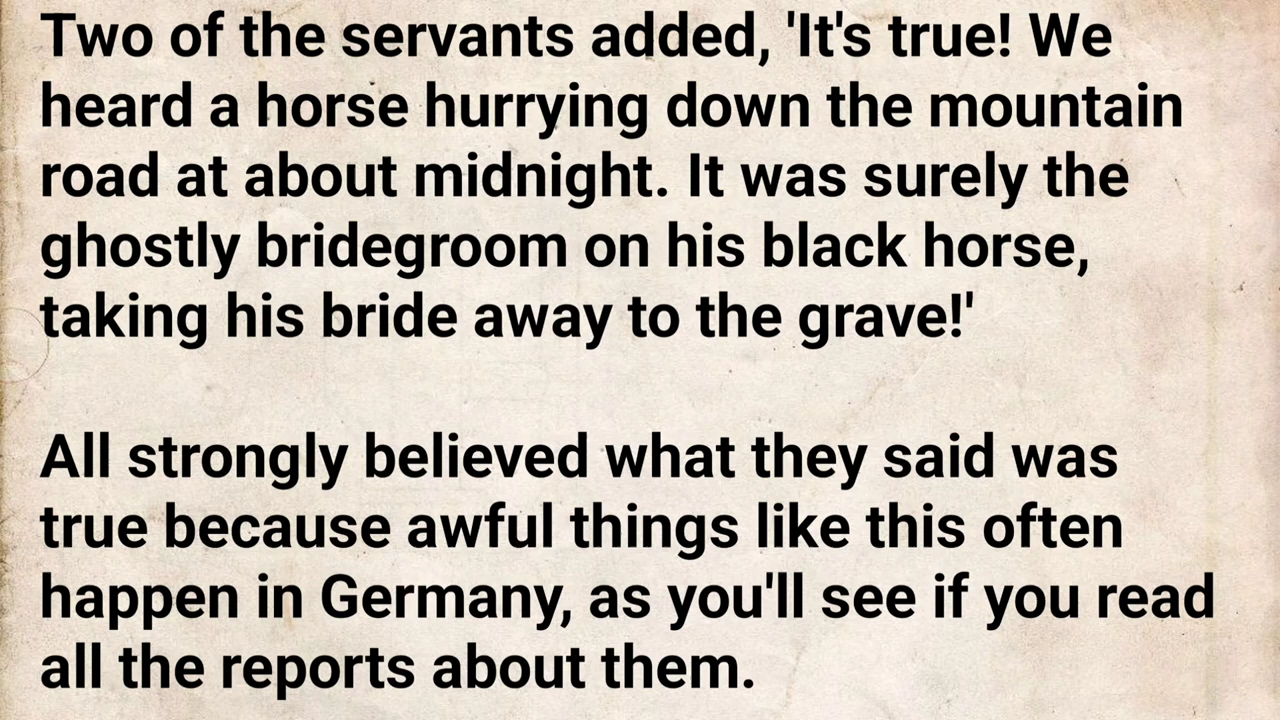 Two of the servants added, 'It's true! We
heard a horse hurrying down the mountain
road at about midnight. It was surely the
ghostly bridegroom on his black horse,
taking his bride away to the grave!'
All strongly believed what they said was
true because awful things like this often
happen in Germany, as you'll see if you read
all the reports about them.